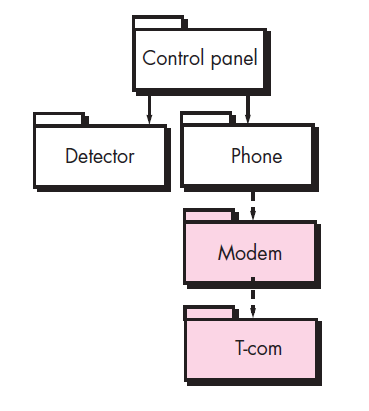 Control panel
Detector
Phone
Modem
T-com